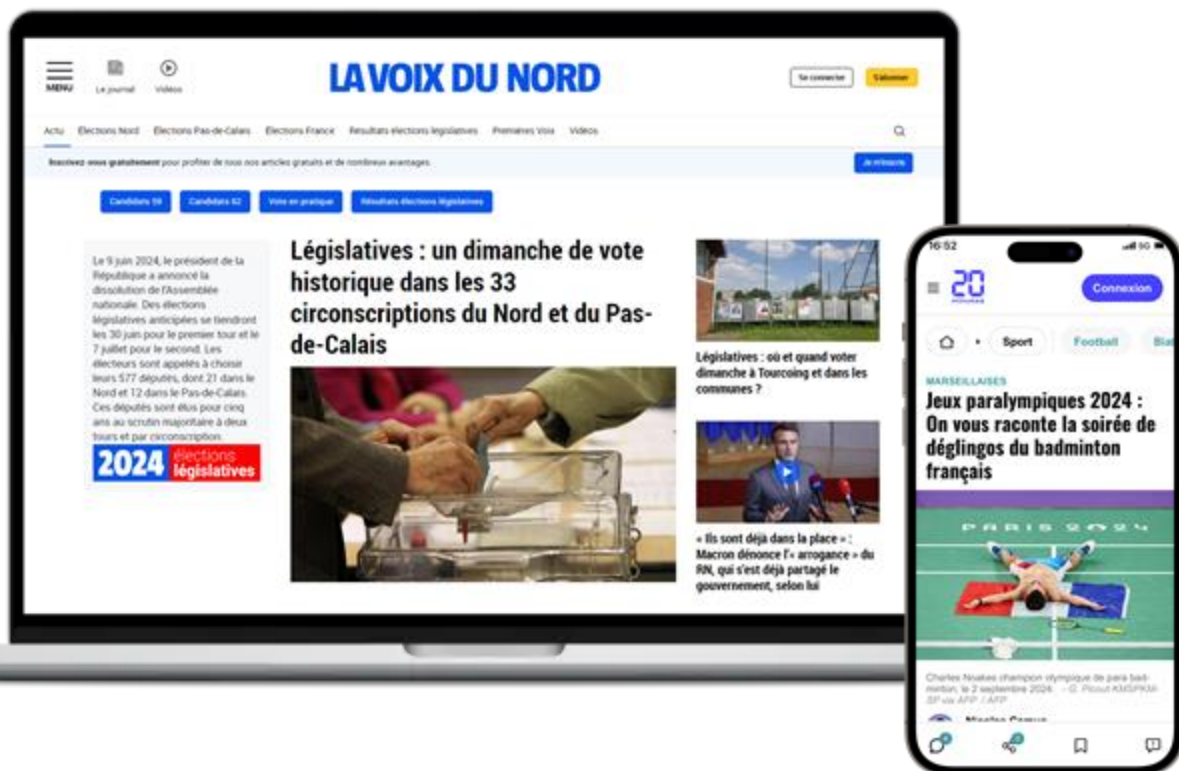 LA VOIX DU NORD
MENU
Le journal
Vidéos
Se connecter
S'abonner
Actu
Élections Nord
Élections Pas-de-Calais
Élections France
Résultats élections législatives
Premières Voix
Vidéos
Inscrivez-vous gratuitement pour profiter de tous nos articles gratuits et de nombreux avantages.
Je m'inscris
Candidats 59
Candidats 62
Vote en pratique
Résultats élections législatives
Le 9 juin 2024, le président de la
République a annoncé la
dissolution de l'Assemblée
nationale. Des élections
législatives anticipées se tiendront
les 30 juin pour le premier tour et le
7 juillet pour le second. Les
électeurs sont appelés à choisir
leurs 577 députés, dont 21 dans le
Nord et 12 dans le Pas-de-Calais.
Ces députés sont élus pour cinq
ans au scrutin majoritaire à deux
tours et par circonscription.
2024 élections
législatives
Législatives : un dimanche de vote
historique dans les 33
circonscriptions du Nord et du Pas-
de-Calais
Législatives : où et quand voter
dimanche à Tourcoing et dans les
communes ?
« Ils sont déjà dans la place » :
Macron dénonce l'« arrogance » du
RN, qui s'est déjà partagé le
gouvernement, selon lui
16:52
5G
20
MINUTES
Connexion
Sport
Football
Biat
MARSEILLAISES
Jeux paralympiques 2024 :
On vous raconte la soirée de
déglingos du badminton
français
PARIS 2024
Charles Noakes champion olympique de para bad-
minton, le 2 septembre 2024. - G. Picout KMSPKM-
SP via AFP / AFP